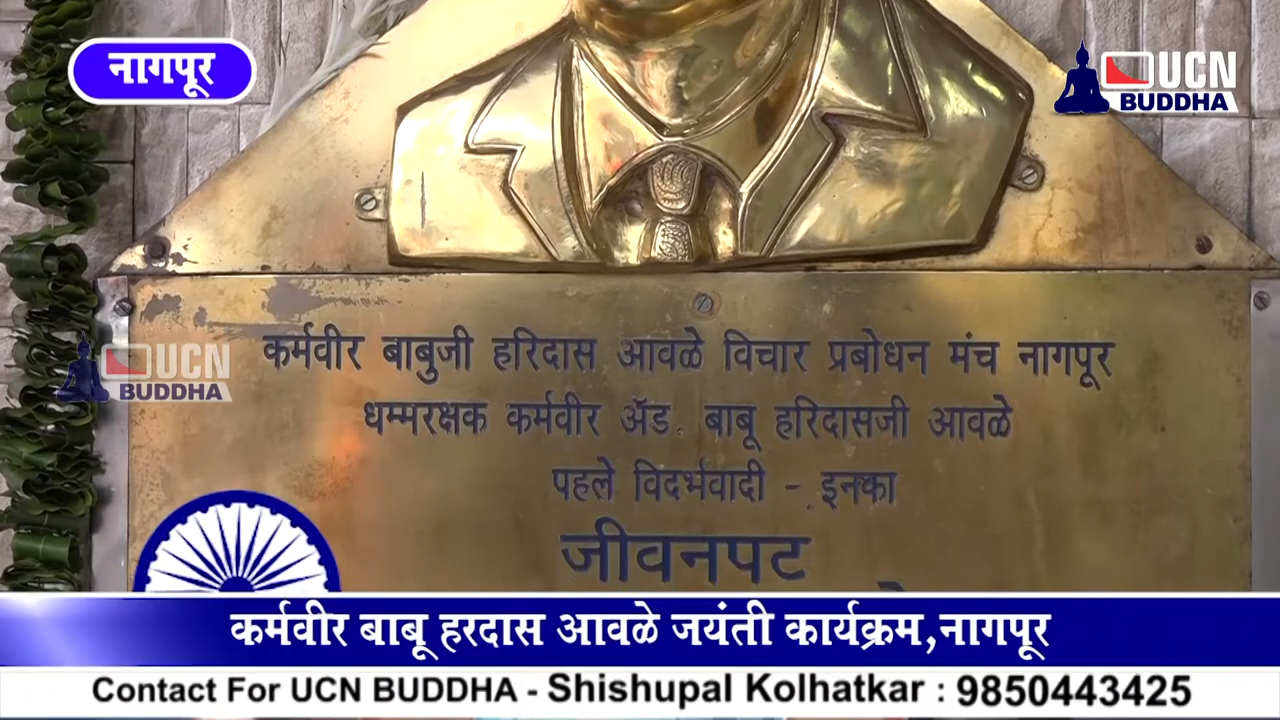 नागपूर
UCN
BUDDHA
कर्मवीर बाबुजी हरिदास आवळे विचार प्रबोधन मंच नागपूर
UCN
BUDDHA
धम्मरक्षक कर्मवीर ॲड. बाबू हरिदासजी आवळे
पहले विदर्भवादी - इनका
जीवनपट
कर्मवीर बाबू हरदास आवळे जयंती कार्यक्रम,नागपूर
Contact For UCN BUDDHA - Shishupal Kolhatkar : 9850443425